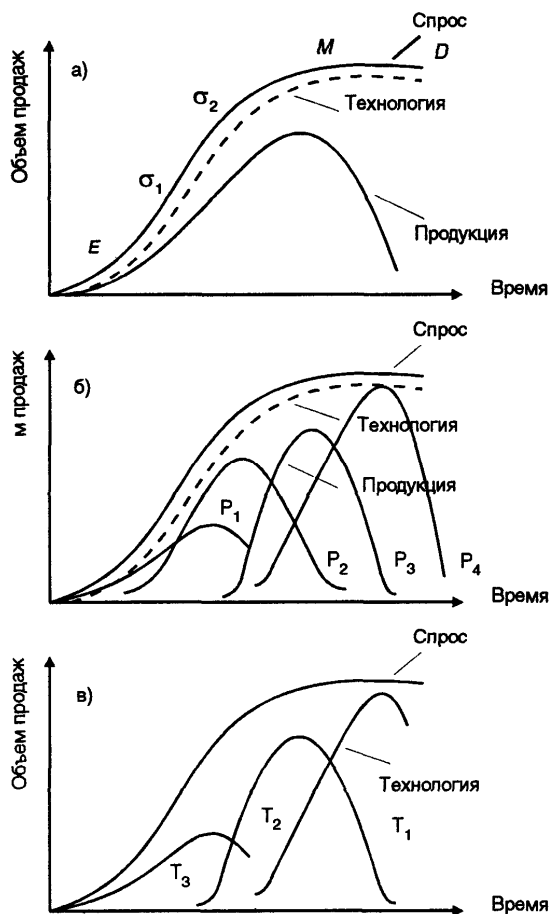 Спрос
M D
а)
Технология
σ₂
σ₁
Продукция
E
Объем продаж
Время
Спрос
б)
Технология
Продукция
P₁
P₂ P₃ P₄
м продаж
Время
Спрос
в)
Технология
T₂ T₁
T₃
Объем продаж
Время